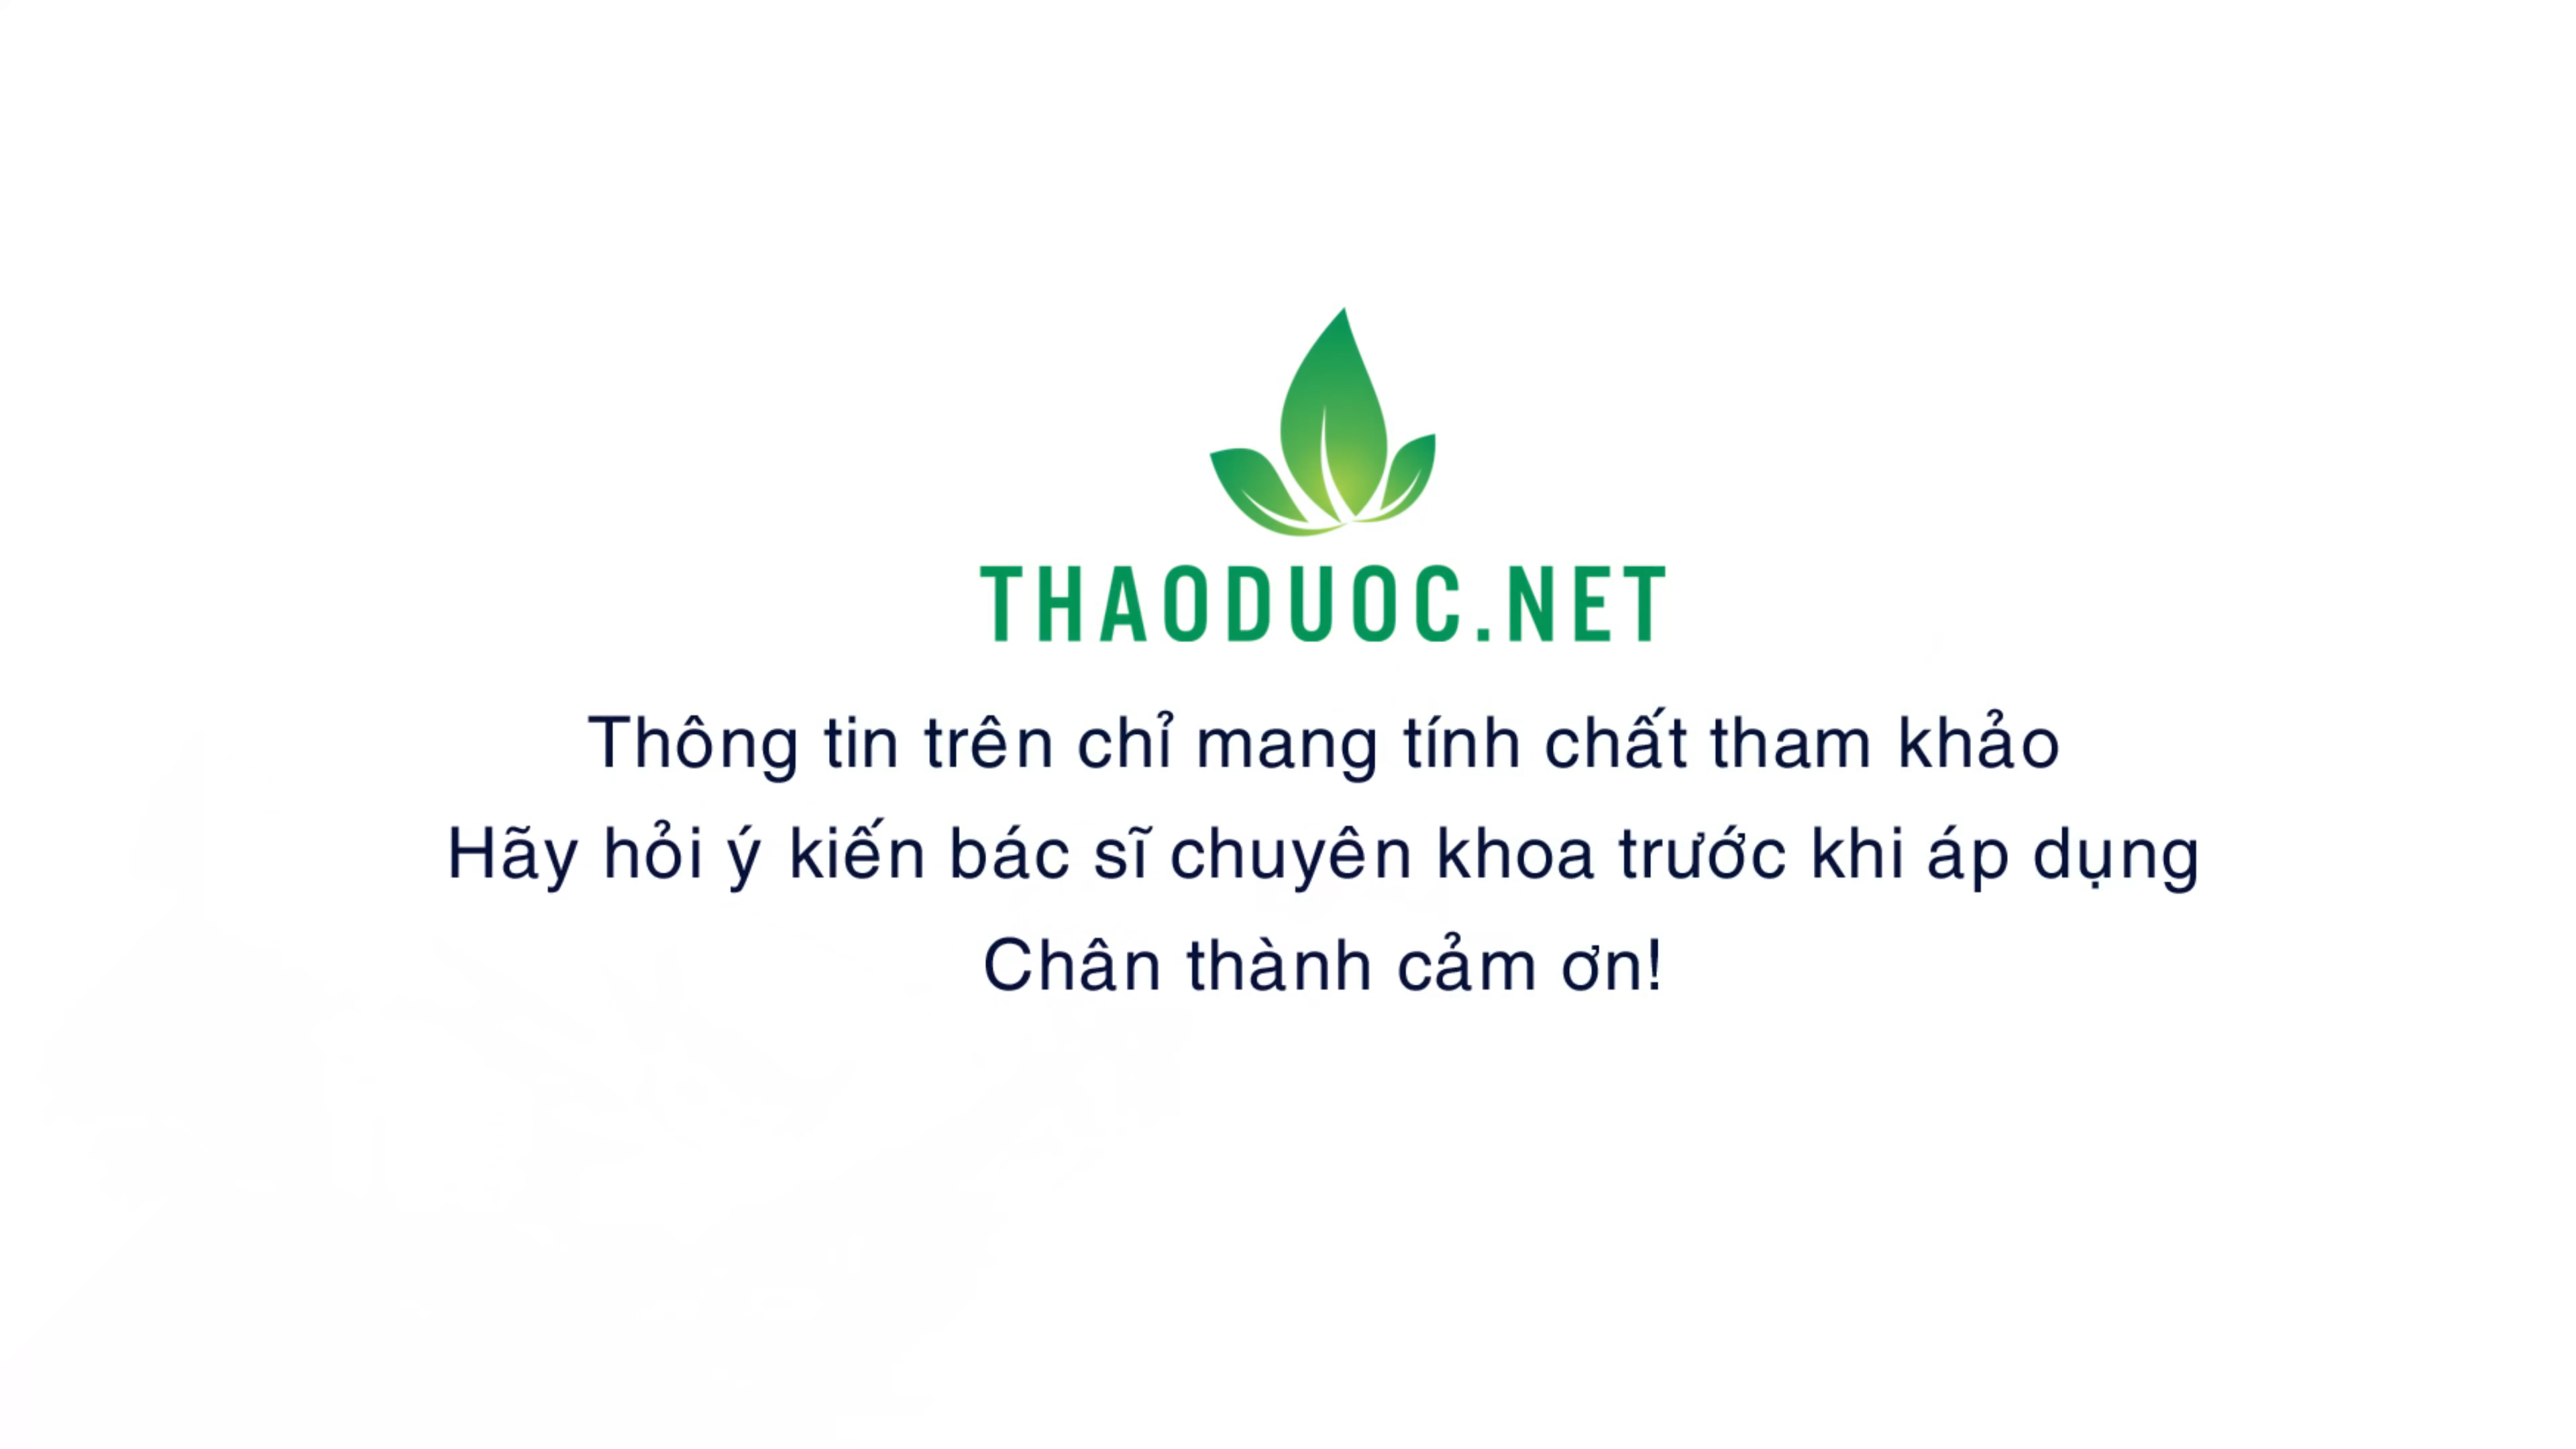 THAODUOC.NET
Thông tin trên chỉ mang tính chất tham khảo
Hãy hỏi ý kiến bác sĩ chuyên khoa trước khi áp dụng
Chân thành cảm ơn!